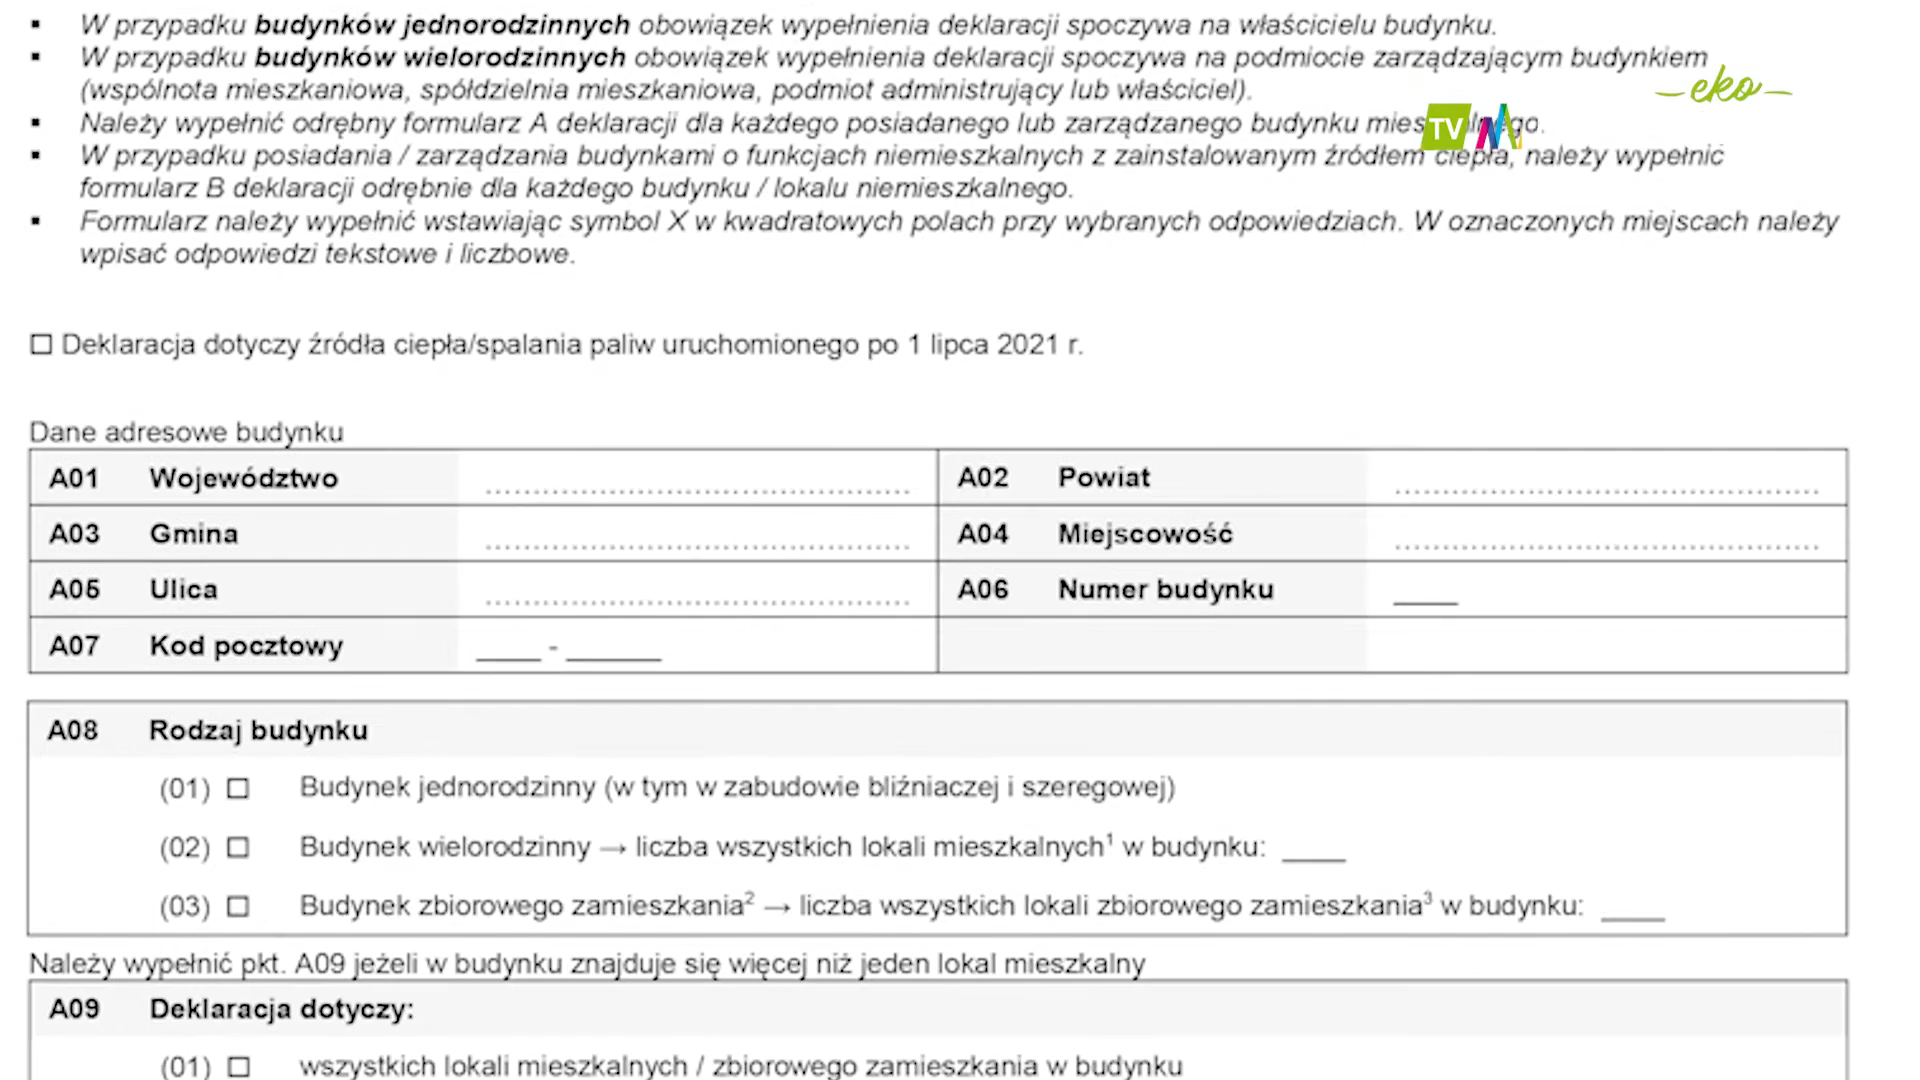 ▪ W przypadku budynków jednorodzinnych obowiązek wypełnienia deklaracji spoczywa na właścicielu budynku.
▪ W przypadku budynków wielorodzinnych obowiązek wypełnienia deklaracji spoczywa na podmiocie zarządzającym budynkiem
(wspólnota mieszkaniowa, spółdzielnia mieszkaniowa, podmiot administrujący lub właściciel).
-eko-
▪ Należy wypełnić odrębny formularz A deklaracji dla każdego posiadanego lub zarządzanego budynku
TV M
▪ W przypadku posiadania / zarządzania budynkami o funkcjach niemieszkalnych z zainstalowanym źródłem ciepła, należy wypełnić
formularz B deklaracji odrębnie dla każdego budynku / lokalu niemieszkalnego.
▪ Formularz należy wypełnić wstawiając symbol X w kwadratowych polach przy wybranych odpowiedziach. W oznaczonych miejscach należy
wpisać odpowiedzi tekstowe i liczbowe.
☐ Deklaracja dotyczy źródła ciepła/spalania paliw uruchomionego po 1 lipca 2021 r.
Dane adresowe budynku
A01 Województwo ........................................ A02 Powiat ........................................
A03 Gmina ........................................ A04 Miejscowość ........................................
A05 Ulica ........................................ A06 Numer budynku ____
A07 Kod pocztowy ____ - ______
A08 Rodzaj budynku
(01) ☐ Budynek jednorodzinny (w tym w zabudowie bliźniaczej i szeregowej)
(02) ☐ Budynek wielorodzinny → liczba wszystkich lokali mieszkalnych¹ w budynku: ____
(03) ☐ Budynek zbiorowego zamieszkania² → liczba wszystkich lokali zbiorowego zamieszkania³ w budynku: ____
Należy wypełnić pkt. A09 jeżeli w budynku znajduje się więcej niż jeden lokal mieszkalny
A09 Deklaracja dotyczy:
(01) ☐ wszystkich lokali mieszkalnych / zbiorowego zamieszkania w budynku